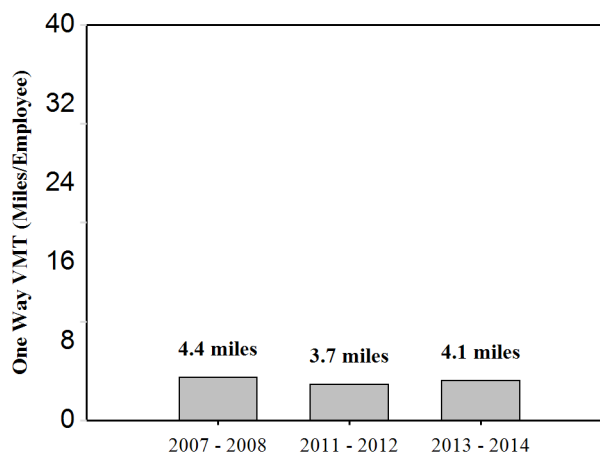 One Way VMT (Miles/Employee)
40
32
24
16
8
0
4.4 miles
3.7 miles
4.1 miles
2007 - 2008
2011 - 2012
2013 - 2014